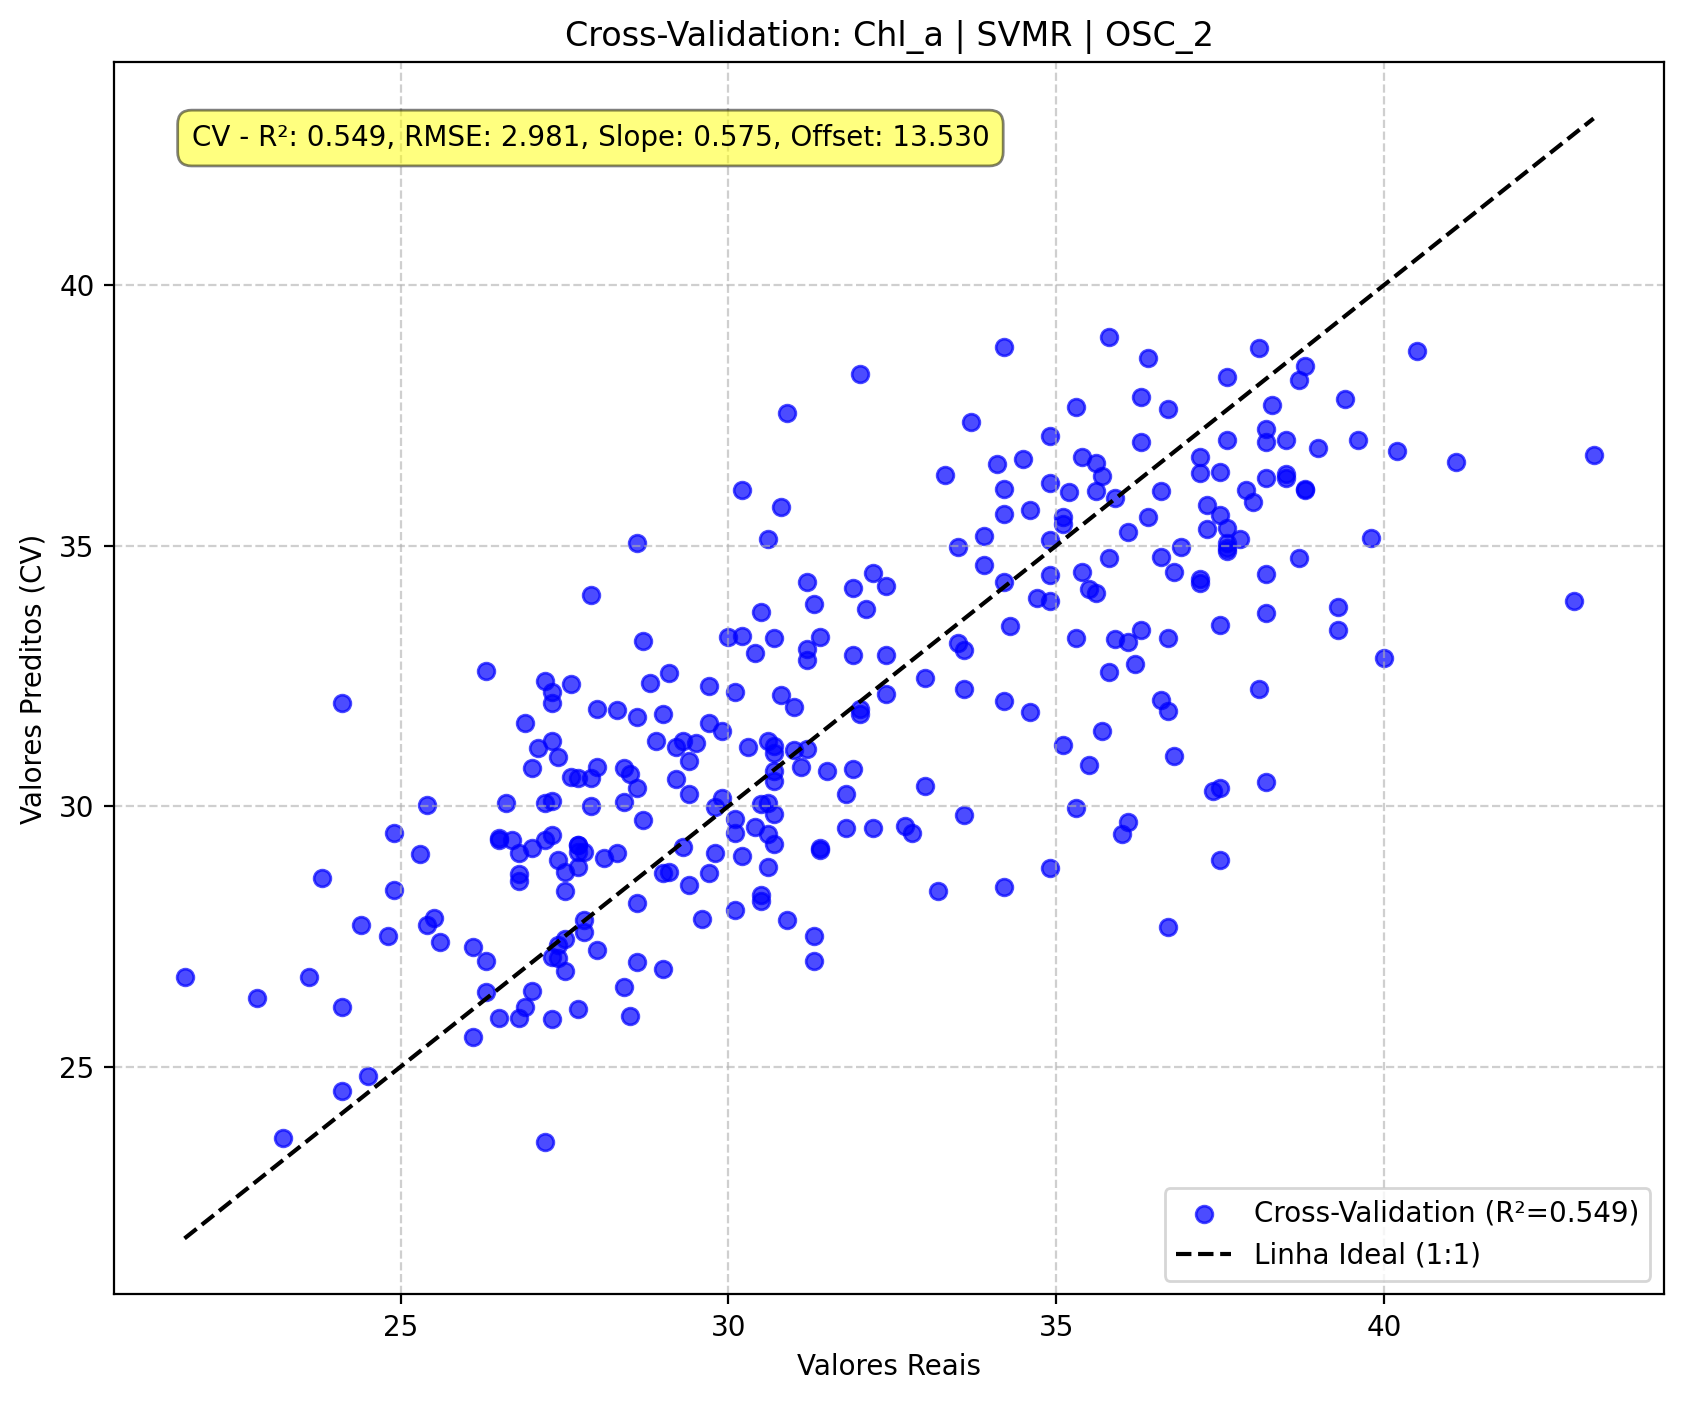 Cross-Validation: Chl_a | SVMR | OSC_2
CV - R²: 0.549, RMSE: 2.981, Slope: 0.575, Offset: 13.530
Valores Preditos (CV)
40
35
30
25
Cross-Validation (R²=0.549)
Linha Ideal (1:1)
25
30
35
40
Valores Reais